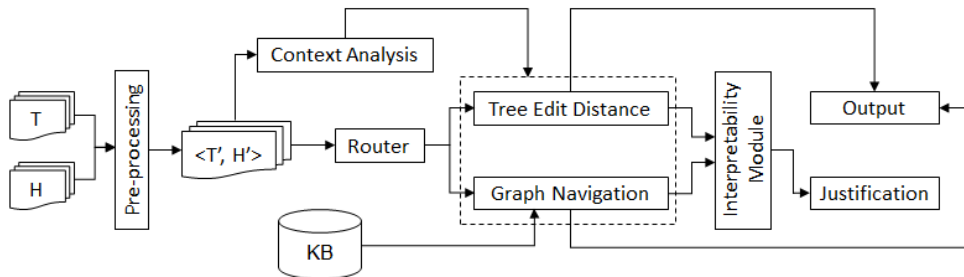 Context Analysis
T
H
Pre-processing
<T’, H’>
Router
KB
Tree Edit Distance
Graph Navigation
Interpretability
Module
Output
Justification